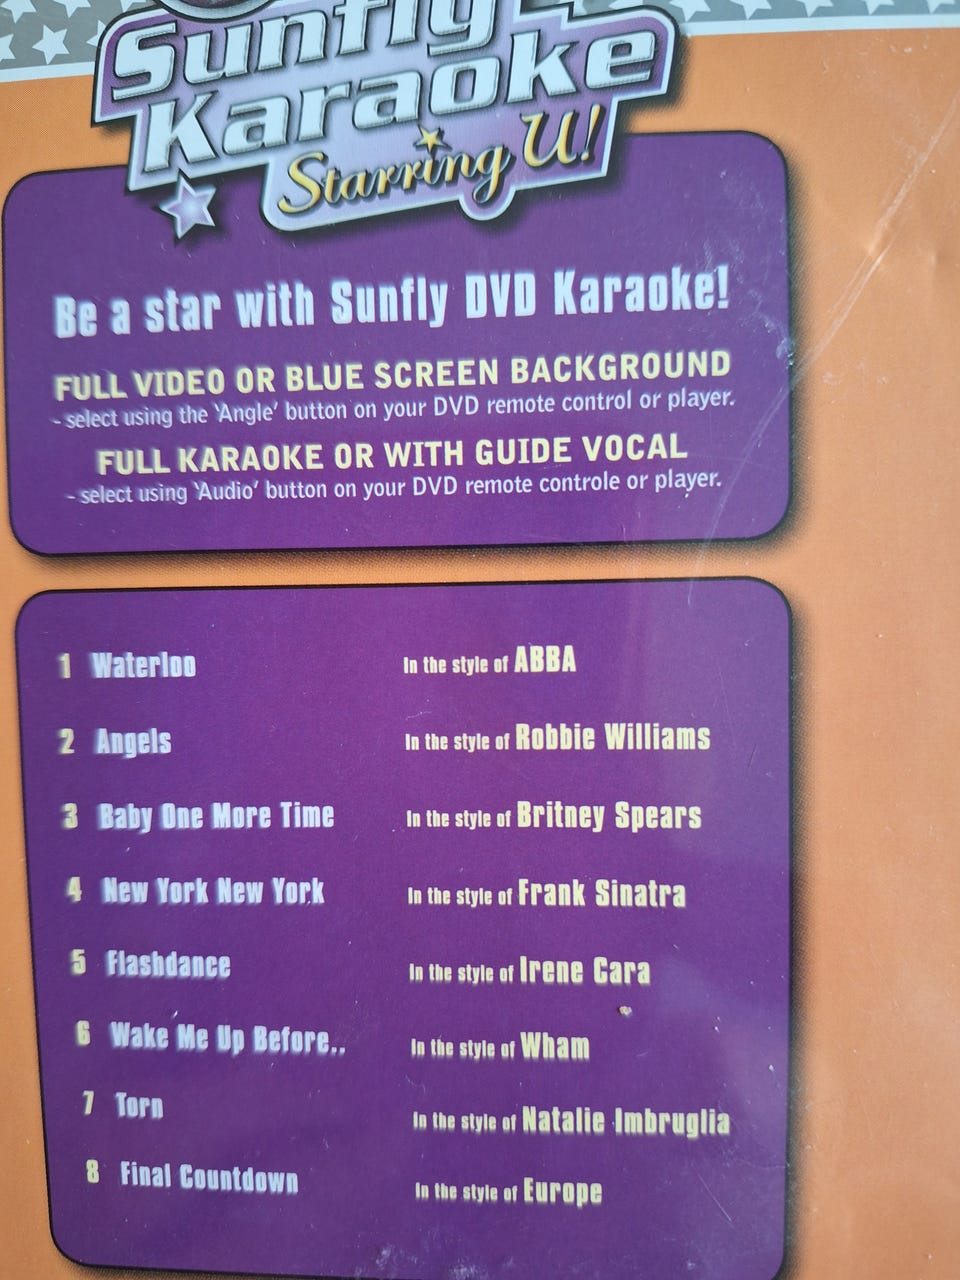 Sunfly
Karaoke
Starring U!
Be a star with Sunfly DVD Karaoke!
FULL VIDEO OR BLUE SCREEN BACKGROUND
- select using the 'Angle' button on your DVD remote control or player.
FULL KARAOKE OR WITH GUIDE VOCAL
- select using 'Audio' button on your DVD remote controle or player.
1 Waterloo In the style of ABBA
2 Angels In the style of Robbie Williams
3 Baby One More Time In the style of Britney Spears
4 New York New York In the style of Frank Sinatra
5 Flashdance In the style of Irene Cara
6 Wake Me Up Before.. In the style of Wham
7 Torn In the style of Natalie Imbruglia
8 Final Countdown In the style of Europe